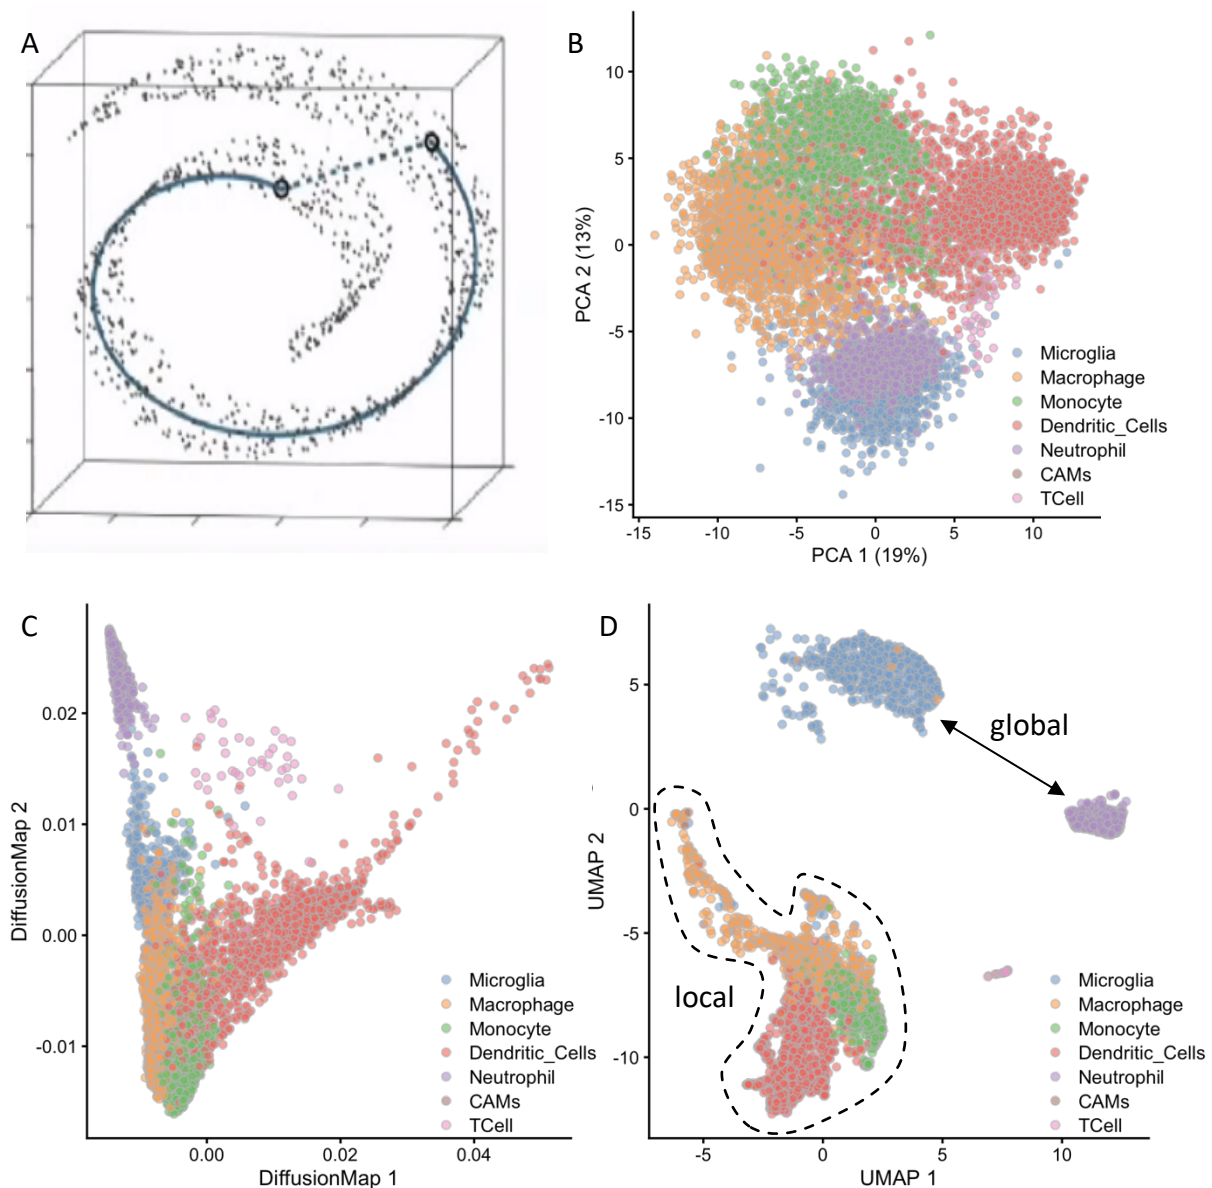 A
B
10
5
0
-5
-10
-15
PCA 2 (13%)
Microglia
Macrophage
Monocyte
Dendritic_Cells
Neutrophil
CAMs
TCell
-15
-10
-5
0
5
10
PCA 1 (19%)
C
0.02
0.01
0.00
-0.01
DiffusionMap 2
Microglia
Macrophage
Monocyte
Dendritic_Cells
Neutrophil
CAMs
TCell
0.00
0.02
0.04
DiffusionMap 1
D
5
0
-5
-10
UMAP 2
global
local
Microglia
Macrophage
Monocyte
Dendritic_Cells
Neutrophil
CAMs
TCell
-5
0
5
10
UMAP 1